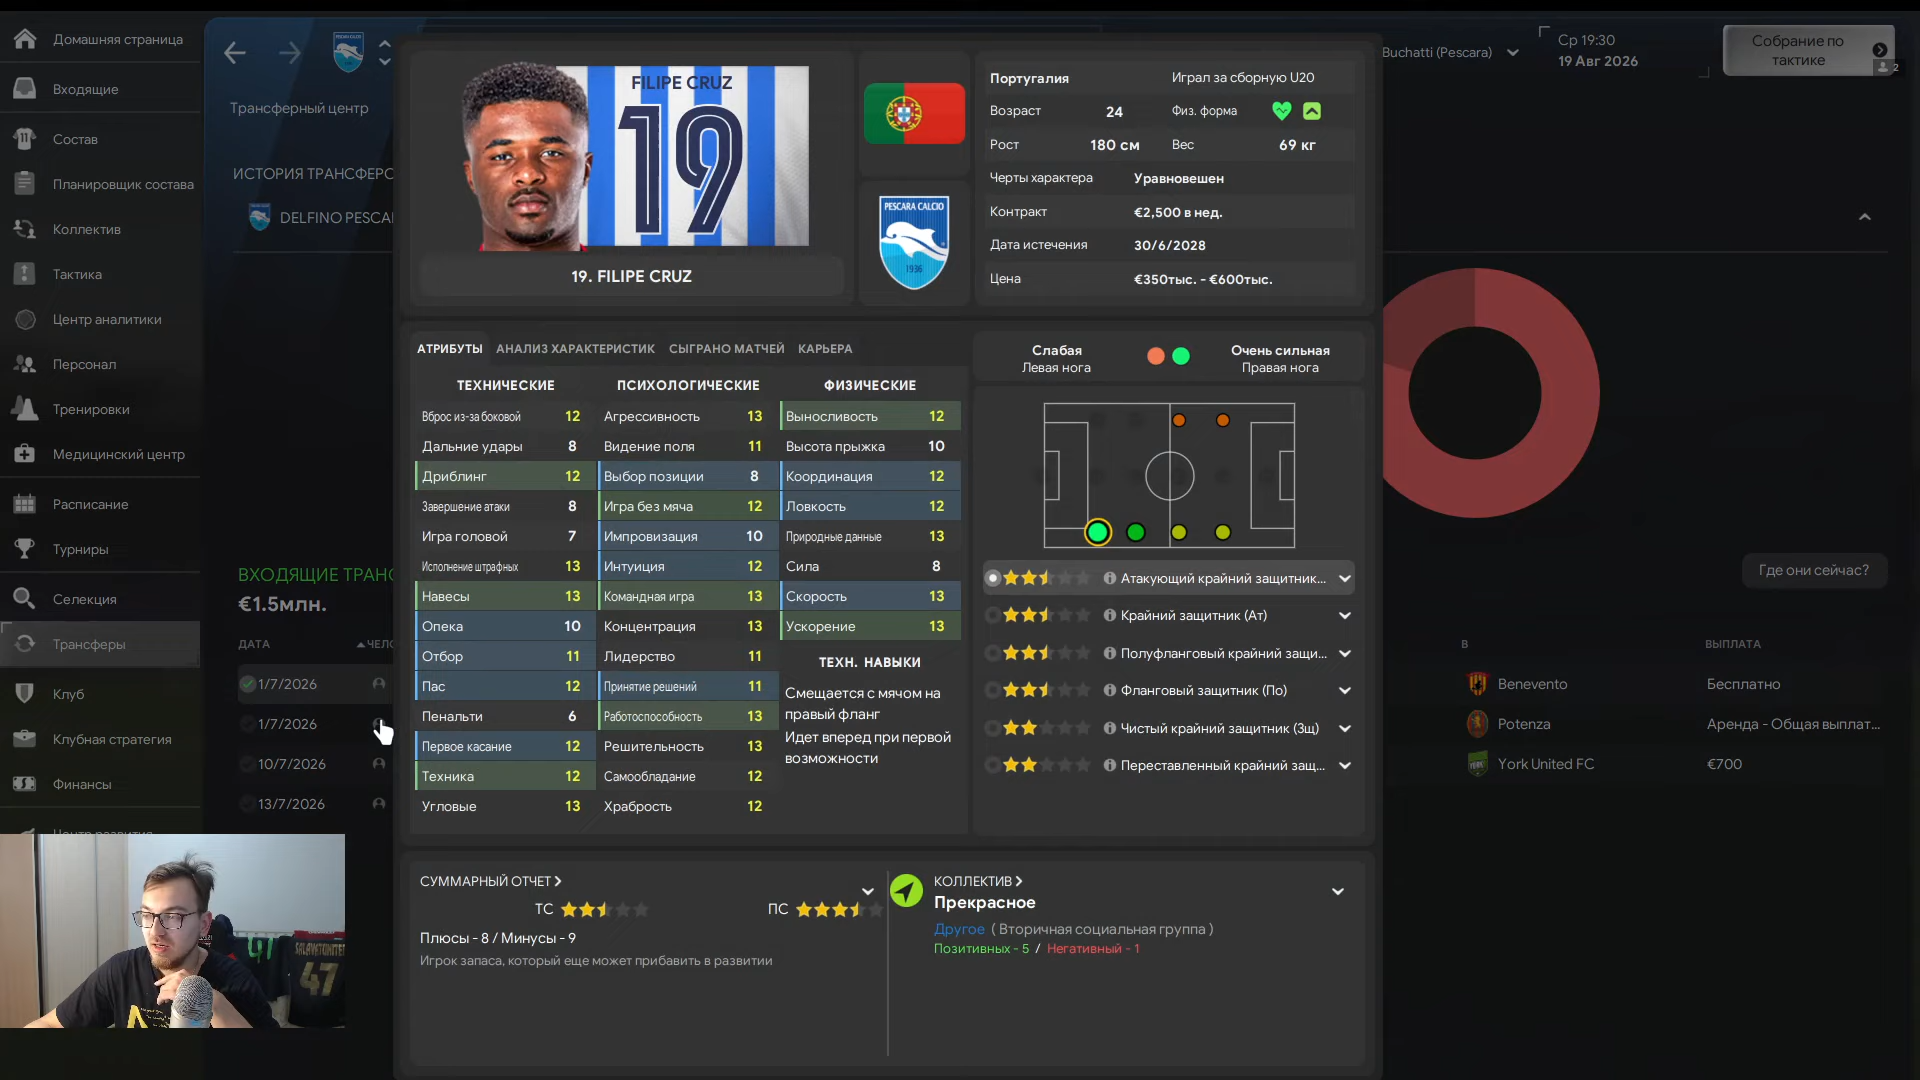 Домашняя страница
Входящие
Состав
Планировщик состава
Коллектив
Тактика
Центр аналитики
Персонал
Тренировки
Медицинский центр
Расписание
Турниры
Селекция
Трансферы
Клуб
Клубная стратегия
Финансы
Трансферный центр
ИСТОРИЯ ТРАНСФЕРО
DELFINO PESCA
ВХОДЯЩИЕ ТРАН
€1.5млн.
ДАТА ЧЕЛО
1/7/2026
1/7/2026
10/7/2026
13/7/2026
FILIPE CRUZ
19
19. FILIPE CRUZ
PESCARA CALCIO
1936
Португалия Играл за сборную U20
Возраст 24 Физ. форма
Рост 180 см Вес 69 кг
Черты характера Уравновешен
Контракт €2,500 в нед.
Дата истечения 30/6/2028
Цена €350тыс. - €600тыс.
Buchatti (Pescara)
Ср 19:30
19 Авг 2026
Собрание по
тактике
2
АТРИБУТЫ АНАЛИЗ ХАРАКТЕРИСТИК СЫГРАНО МАТЧЕЙ КАРЬЕРА
ТЕХНИЧЕСКИЕ
Вброс из-за боковой 12
Дальние удары 8
Дриблинг 12
Завершение атаки 8
Игра головой 7
Исполнение штрафных 13
Навесы 13
Опека 10
Отбор 11
Пас 12
Пенальти 6
Первое касание 12
Техника 12
Угловые 13
ПСИХОЛОГИЧЕСКИЕ
Агрессивность 13
Видение поля 11
Выбор позиции 8
Игра без мяча 12
Импровизация 10
Интуиция 12
Командная игра 13
Концентрация 13
Лидерство 11
Принятие решений 11
Работоспособность 13
Решительность 13
Самообладание 12
Храбрость 12
ФИЗИЧЕСКИЕ
Выносливость 12
Высота прыжка 10
Координация 12
Ловкость 12
Природные данные 13
Сила 8
Скорость 13
Ускорение 13
ТЕХН. НАВЫКИ
Смещается с мячом на
правый фланг
Идет вперед при первой
возможности
Слабая
Левая нога
Очень сильная
Правая нога
Атакующий крайний защитник...
Крайний защитник (Ат)
Полуфланговый крайний защи...
Фланговый защитник (По)
Чистый крайний защитник (Зщ)
Переставленный крайний защ...
СУММАРНЫЙ ОТЧЕТ
ТС ПС
Плюсы - 8 / Минусы - 9
Игрок запаса, который еще может прибавить в развитии
КОЛЛЕКТИВ
Прекрасное
Другое ( Вторичная социальная группа )
Позитивных - 5 / Негативный - 1
Где они сейчас?
В ВЫПЛАТА
Benevento Бесплатно
Potenza Аренда - Общая выплат...
York United FC €700
47
47